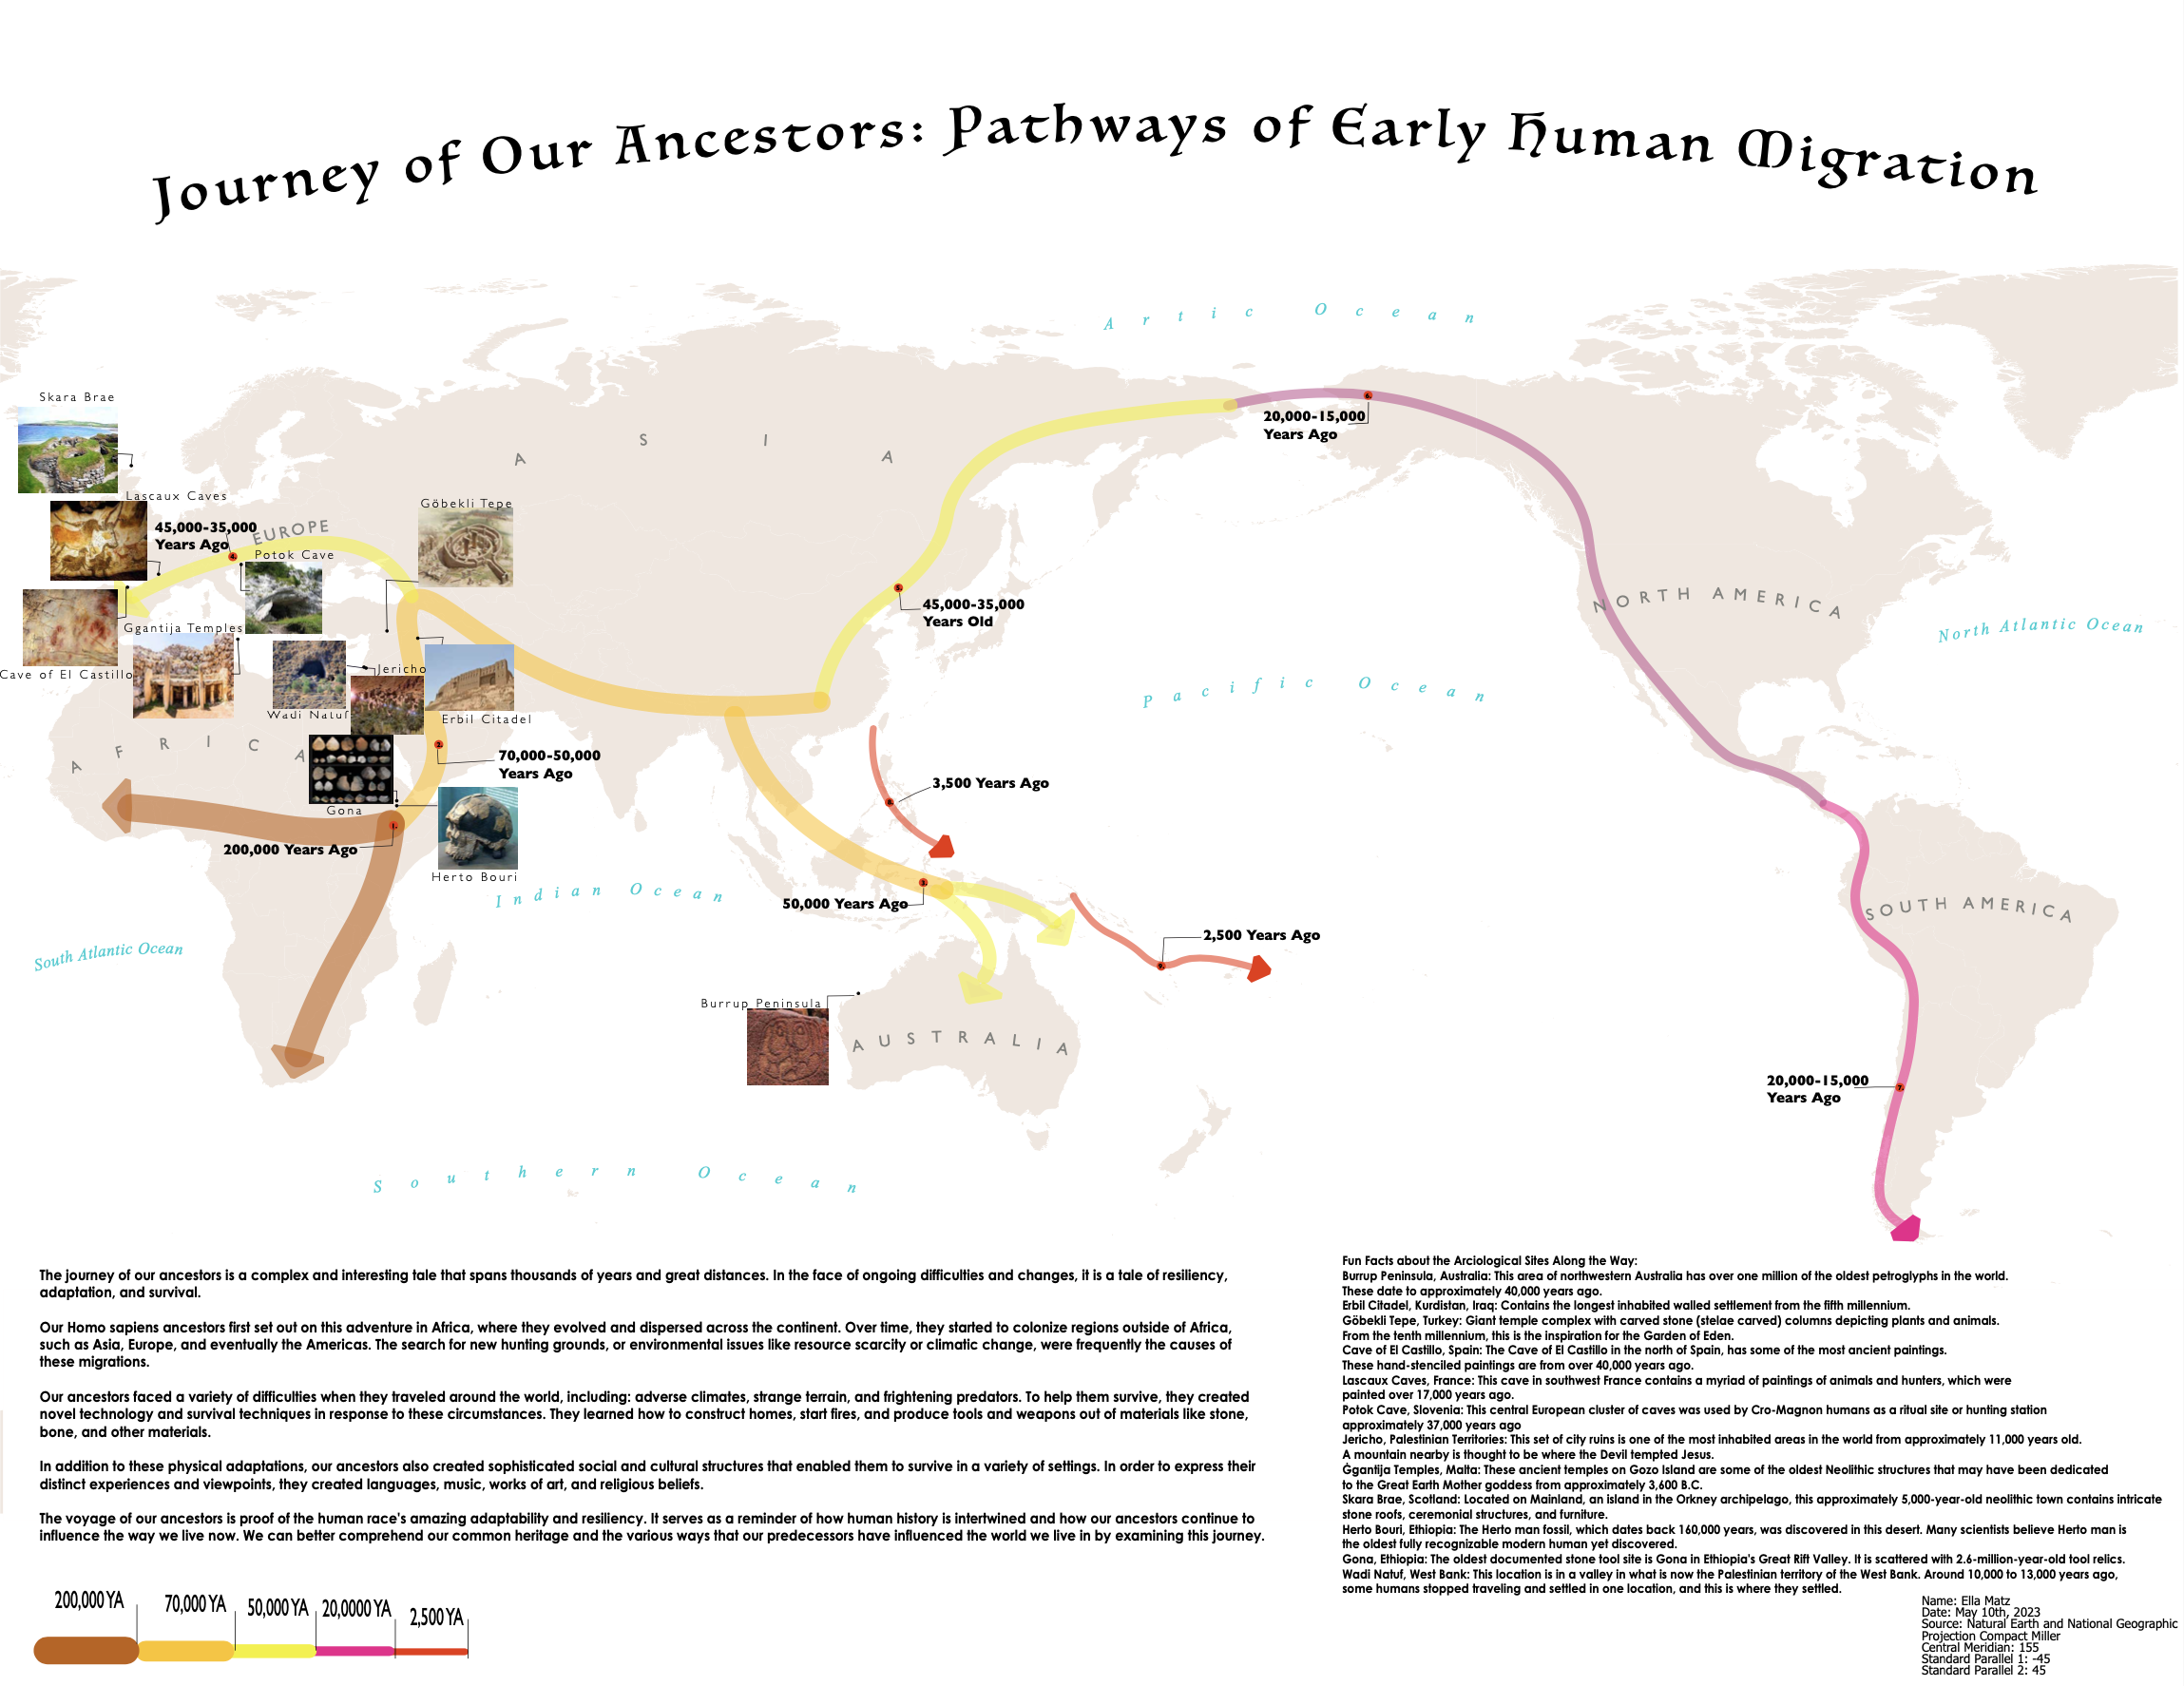 Journey of Our Ancestors: Pathways of Early Human Migration
Artic Ocean
Skara Brae
20,000-15,000
Years Ago
ASIA
Lascaux Caves
Göbekli Tepe
45,000-35,000
Years Ago
EUROPE
Potok Cave
45,000-35,000
Years Old
NORTH AMERICA
North Atlantic Ocean
Ggantija Temples
Cave of El Castillo
Jericho
Pacific Ocean
Wadi Natuf
Erbil Citadel
AFRICA
70,000-50,000
Years Ago
3,500 Years Ago
Gona
200,000 Years Ago
Herto Bouri
Indian Ocean
50,000 Years Ago
SOUTH AMERICA
2,500 Years Ago
South Atlantic Ocean
Burrup Peninsula
AUSTRALIA
20,000-15,000
Years Ago
Southern Ocean
The journey of our ancestors is a complex and interesting tale that spans thousands of years and great distances. In the face of ongoing difficulties and changes, it is a tale of resiliency,
adaptation, and survival.
Our Homo sapiens ancestors first set out on this adventure in Africa, where they evolved and dispersed across the continent. Over time, they started to colonize regions outside of Africa,
such as Asia, Europe, and eventually the Americas. The search for new hunting grounds, or environmental issues like resource scarcity or climatic change, were frequently the causes of
these migrations.
Our ancestors faced a variety of difficulties when they traveled around the world, including: adverse climates, strange terrain, and frightening predators. To help them survive, they created
novel technology and survival techniques in response to these circumstances. They learned how to construct homes, start fires, and produce tools and weapons out of materials like stone,
bone, and other materials.
In addition to these physical adaptations, our ancestors also created sophisticated social and cultural structures that enabled them to survive in a variety of settings. In order to express their
distinct experiences and viewpoints, they created languages, music, works of art, and religious beliefs.
The voyage of our ancestors is proof of the human race's amazing adaptability and resiliency. It serves as a reminder of how human history is intertwined and how our ancestors continue to
influence the way we live now. We can better comprehend our common heritage and the various ways that our predecessors have influenced the world we live in by examining this journey.
Fun Facts about the Arciological Sites Along the Way:
Burrup Peninsula, Australia: This area of northwestern Australia has over one million of the oldest petroglyphs in the world.
These date to approximately 40,000 years ago.
Erbil Citadel, Kurdistan, Iraq: Contains the longest inhabited walled settlement from the fifth millennium.
Göbekli Tepe, Turkey: Giant temple complex with carved stone (stelae carved) columns depicting plants and animals.
From the tenth millennium, this is the inspiration for the Garden of Eden.
Cave of El Castillo, Spain: The Cave of El Castillo in the north of Spain, has some of the most ancient paintings.
These hand-stenciled paintings are from over 40,000 years ago.
Lascaux Caves, France: This cave in southwest France contains a myriad of paintings of animals and hunters, which were
painted over 17,000 years ago.
Potok Cave, Slovenia: This central European cluster of caves was used by Cro-Magnon humans as a ritual site or hunting station
approximately 37,000 years ago
Jericho, Palestinian Territories: This set of city ruins is one of the most inhabited areas in the world from approximately 11,000 years old.
A mountain nearby is thought to be where the Devil tempted Jesus.
Ġgantija Temples, Malta: These ancient temples on Gozo Island are some of the oldest Neolithic structures that may have been dedicated
to the Great Earth Mother goddess from approximately 3,600 B.C.
Skara Brae, Scotland: Located on Mainland, an island in the Orkney archipelago, this approximately 5,000-year-old neolithic town contains intricate
stone roofs, ceremonial structures, and furniture.
Herto Bouri, Ethiopia: The Herto man fossil, which dates back 160,000 years, was discovered in this desert. Many scientists believe Herto man is
the oldest fully recognizable modern human yet discovered.
Gona, Ethiopia: The oldest documented stone tool site is Gona in Ethiopia's Great Rift Valley. It is scattered with 2.6-million-year-old tool relics.
Wadi Natuf, West Bank: This location is in a valley in what is now the Palestinian territory of the West Bank. Around 10,000 to 13,000 years ago,
some humans stopped traveling and settled in one location, and this is where they settled.
200,000 YA
70,000 YA
50,000 YA
20,0000 YA
2,500 YA
Name: Ella Matz
Date: May 10th, 2023
Source: Natural Earth and National Geographic
Projection Compact Miller
Central Meridian: 155
Standard Parallel 1: -45
Standard Parallel 2: 45